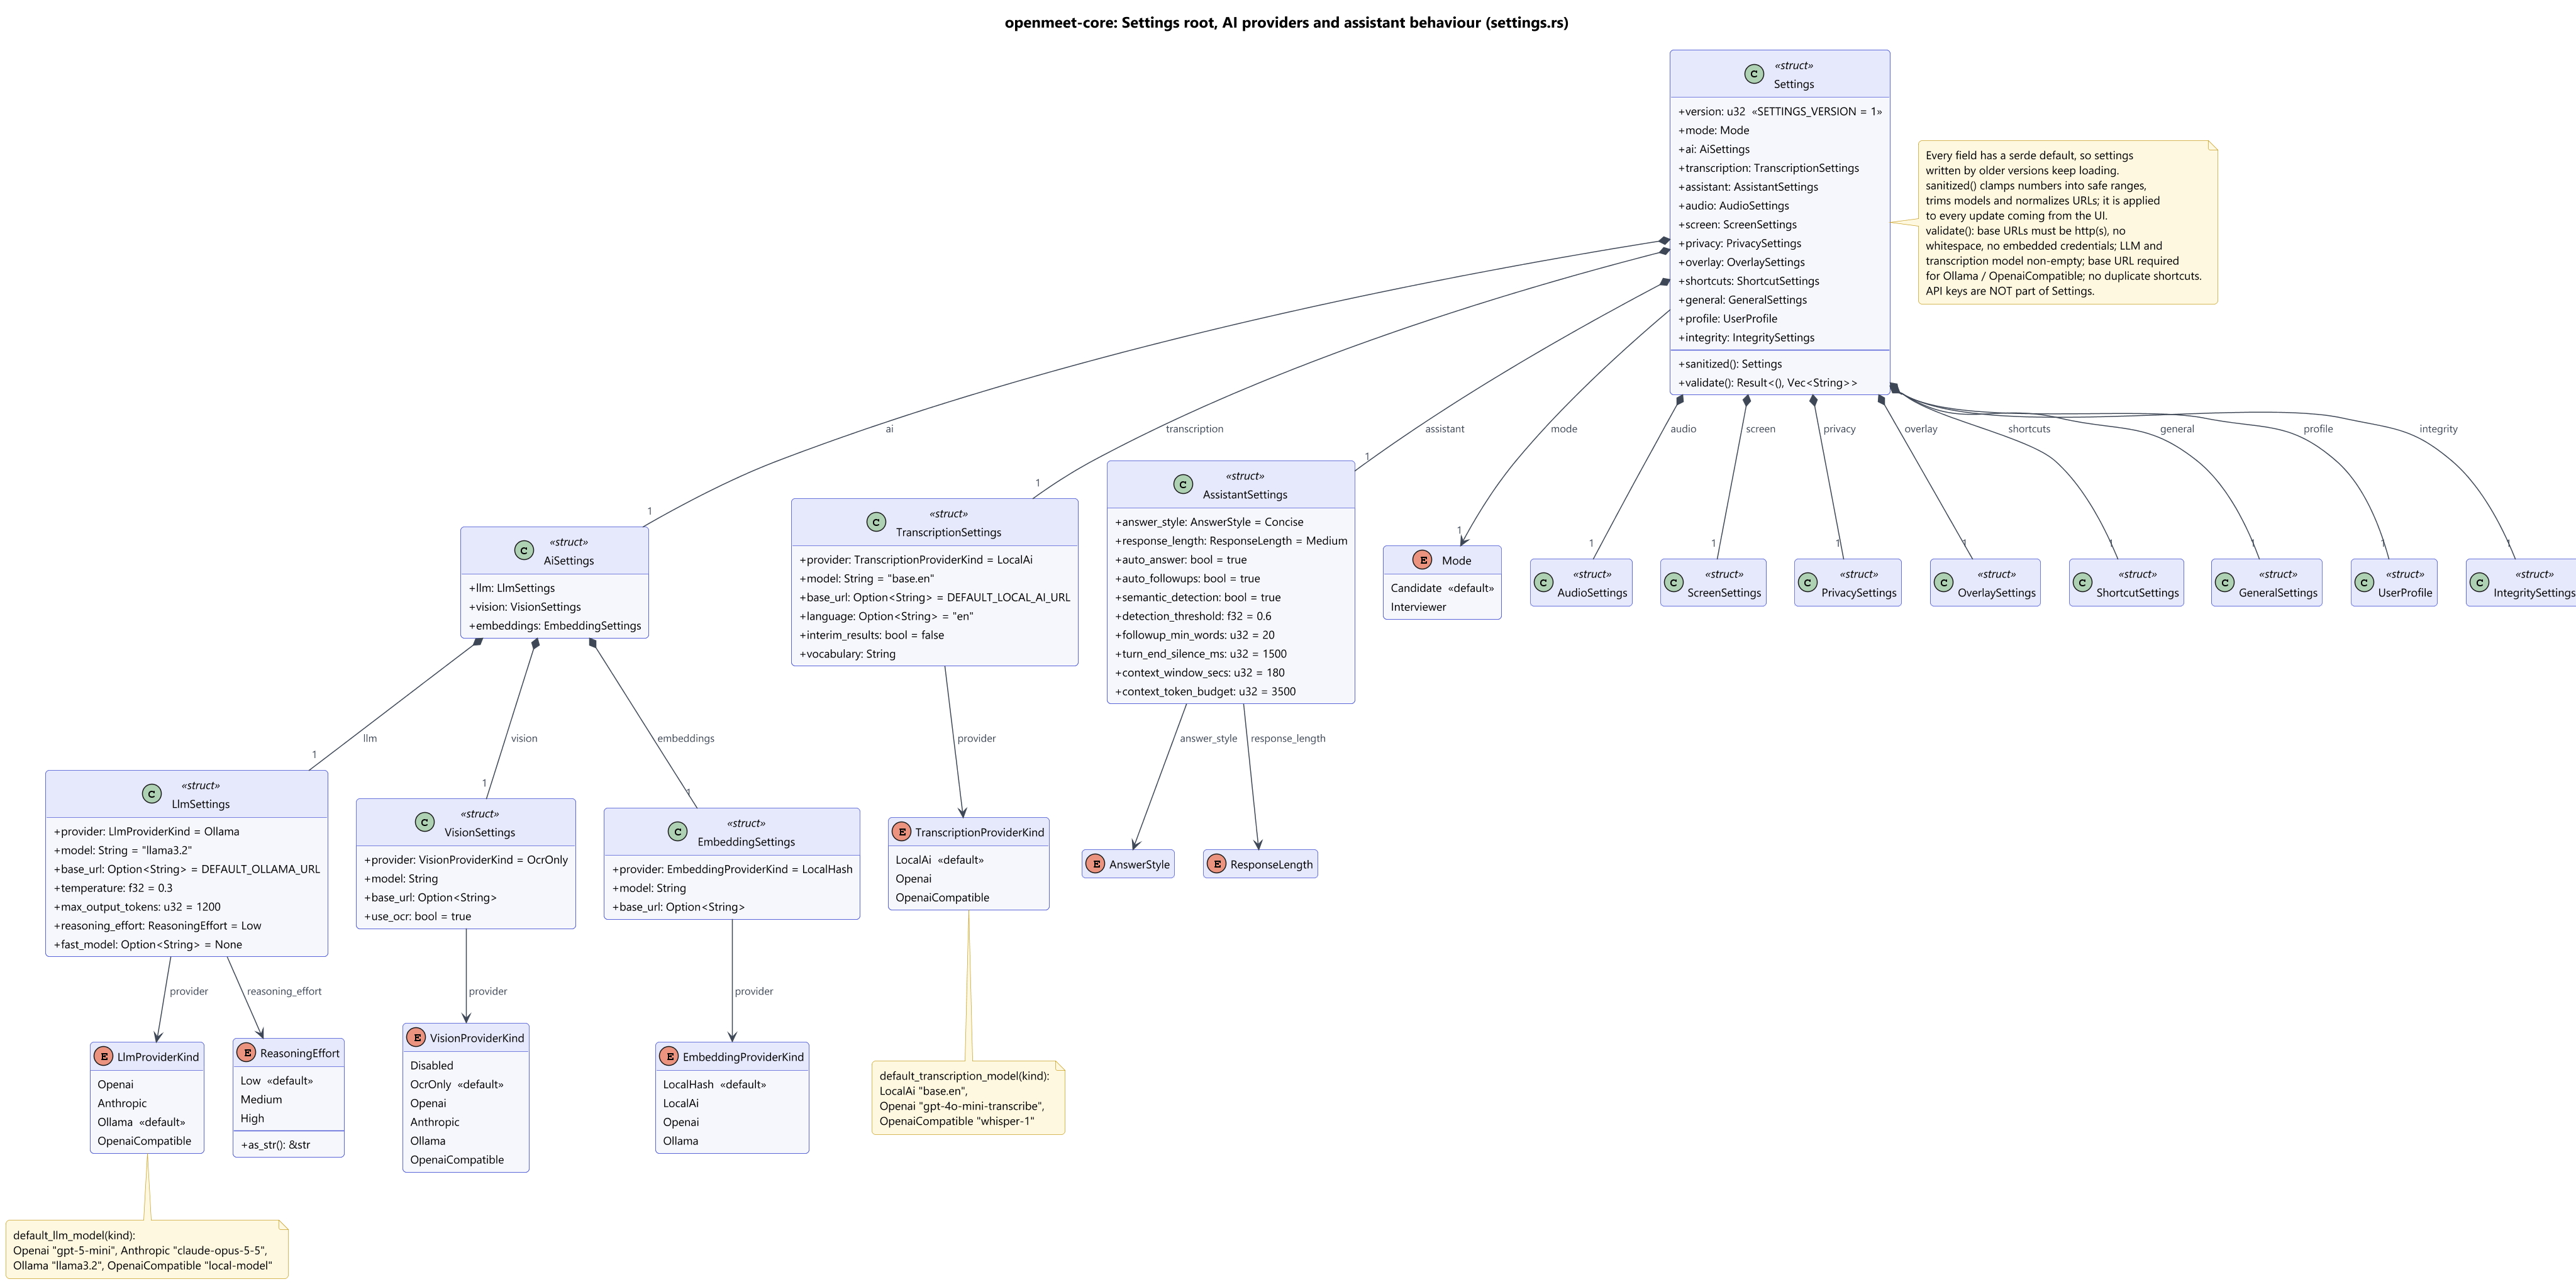 openmeet-core: Settings root, AI providers and assistant behaviour (settings.rs)
C
«struct»
Settings
+version: u32 «SETTINGS_VERSION = 1»
+mode: Mode
+ai: AiSettings
+transcription: TranscriptionSettings
+assistant: AssistantSettings
+audio: AudioSettings
+screen: ScreenSettings
+privacy: PrivacySettings
+overlay: OverlaySettings
+shortcuts: ShortcutSettings
+general: GeneralSettings
+profile: UserProfile
+integrity: IntegritySettings
+sanitized(): Settings
+validate(): Result<(), Vec<String>>
Every field has a serde default, so settings
written by older versions keep loading.
sanitized() clamps numbers into safe ranges,
trims models and normalizes URLs; it is applied
to every update coming from the UI.
validate(): base URLs must be http(s), no
whitespace, no embedded credentials; LLM and
transcription model non-empty; base URL required
for Ollama / OpenaiCompatible; no duplicate shortcuts.
API keys are NOT part of Settings.
ai
transcription
assistant
mode
audio
screen
privacy
overlay
shortcuts
general
profile
integrity
1
1
1
1
1
1
1
1
1
1
1
1
C
«struct»
AiSettings
+llm: LlmSettings
+vision: VisionSettings
+embeddings: EmbeddingSettings
C
«struct»
TranscriptionSettings
+provider: TranscriptionProviderKind = LocalAi
+model: String = "base.en"
+base_url: Option<String> = DEFAULT_LOCAL_AI_URL
+language: Option<String> = "en"
+interim_results: bool = false
+vocabulary: String
C
«struct»
AssistantSettings
+answer_style: AnswerStyle = Concise
+response_length: ResponseLength = Medium
+auto_answer: bool = true
+auto_followups: bool = true
+semantic_detection: bool = true
+detection_threshold: f32 = 0.6
+followup_min_words: u32 = 20
+turn_end_silence_ms: u32 = 1500
+context_window_secs: u32 = 180
+context_token_budget: u32 = 3500
E
Mode
Candidate «default»
Interviewer
C
«struct»
AudioSettings
C
«struct»
ScreenSettings
C
«struct»
PrivacySettings
C
«struct»
OverlaySettings
C
«struct»
ShortcutSettings
C
«struct»
GeneralSettings
C
«struct»
UserProfile
C
«struct»
IntegritySettings
llm
vision
embeddings
provider
answer_style
response_length
1
1
1
C
«struct»
LlmSettings
+provider: LlmProviderKind = Ollama
+model: String = "llama3.2"
+base_url: Option<String> = DEFAULT_OLLAMA_URL
+temperature: f32 = 0.3
+max_output_tokens: u32 = 1200
+reasoning_effort: ReasoningEffort = Low
+fast_model: Option<String> = None
C
«struct»
VisionSettings
+provider: VisionProviderKind = OcrOnly
+model: String
+base_url: Option<String>
+use_ocr: bool = true
C
«struct»
EmbeddingSettings
+provider: EmbeddingProviderKind = LocalHash
+model: String
+base_url: Option<String>
E
TranscriptionProviderKind
LocalAi «default»
Openai
OpenaiCompatible
E
AnswerStyle
E
ResponseLength
provider
reasoning_effort
provider
provider
E
LlmProviderKind
Openai
Anthropic
Ollama «default»
OpenaiCompatible
E
ReasoningEffort
Low «default»
Medium
High
+as_str(): &str
E
VisionProviderKind
Disabled
OcrOnly «default»
Openai
Anthropic
Ollama
OpenaiCompatible
E
EmbeddingProviderKind
LocalHash «default»
LocalAi
Openai
Ollama
default_transcription_model(kind):
LocalAi "base.en",
Openai "gpt-4o-mini-transcribe",
OpenaiCompatible "whisper-1"
default_llm_model(kind):
Openai "gpt-5-mini", Anthropic "claude-opus-5-5",
Ollama "llama3.2", OpenaiCompatible "local-model"